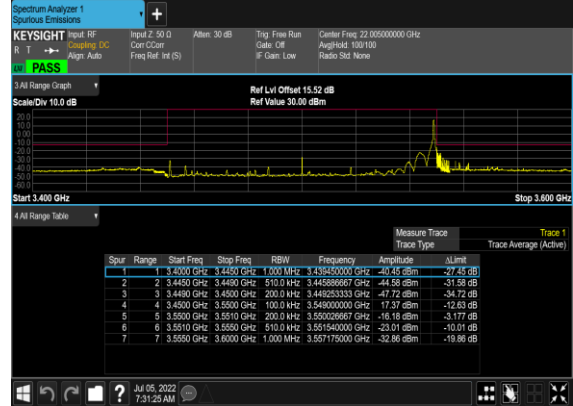 Spectrum Analyzer 1
Spurious Emissions
KEYSIGHT Input: RF Input Z: 50 Ω Atten: 30 dB Trig: Free Run Center Freq: 22.005000000 GHz
R T Coupling: DC Corr CCorr Gate: Off Avg|Hold: 100/100
Align: Auto Freq Ref: Int (S) IF Gain: Low Radio Std: None
PASS
3 All Range Graph
Ref Lvl Offset 15.52 dB
Scale/Div 10.0 dB Ref Value 30.00 dBm
20.0
10.0
0.00
-10.0
-20.0
-30.0
-40.0
-50.0
-60.0
Start 3.400 GHz Stop 3.600 GHz
4 All Range Table
Measure Trace Trace 1
Trace Type Trace Average (Active)
Spur Range Start Freq Stop Freq RBW Frequency Amplitude ΔLimit
1 1 3.4000 GHz 3.4450 GHz 1.000 MHz 3.439450000 GHz -40.45 dBm -27.45 dB
2 2 3.4450 GHz 3.4490 GHz 510.0 kHz 3.445886667 GHz -44.58 dBm -31.58 dB
3 3 3.4490 GHz 3.4500 GHz 200.0 kHz 3.449253333 GHz -47.72 dBm -34.72 dB
4 4 3.4500 GHz 3.5500 GHz 100.0 kHz 3.549000000 GHz 17.37 dBm -12.63 dB
5 5 3.5500 GHz 3.5510 GHz 200.0 kHz 3.550026667 GHz -16.18 dBm -3.177 dB
6 6 3.5510 GHz 3.5550 GHz 510.0 kHz 3.551540000 GHz -23.01 dBm -10.01 dB
7 7 3.5550 GHz 3.6000 GHz 1.000 MHz 3.557175000 GHz -32.86 dBm -19.86 dB
? Jul 05, 2022
7:31:25 AM